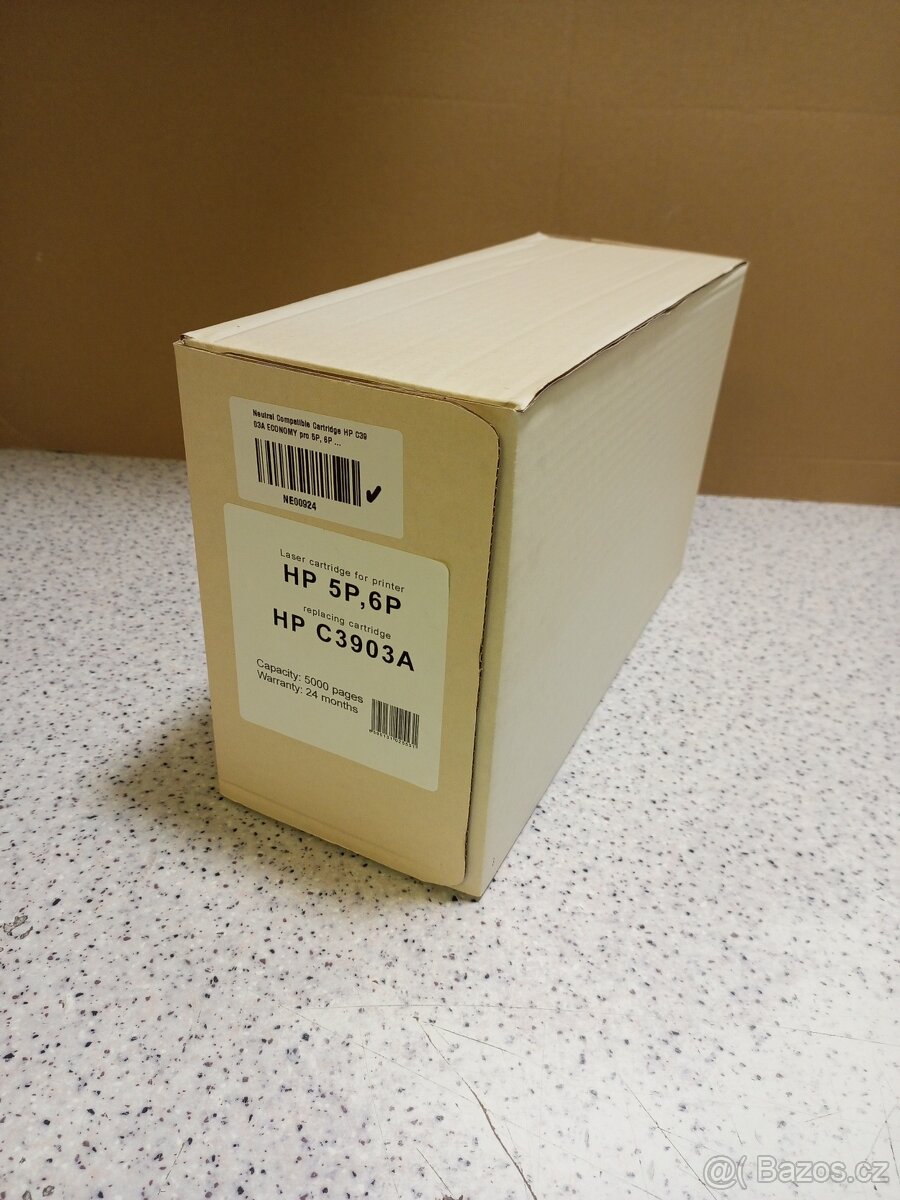 Neutral Compatible Cartridge HP C39
03A ECONOMY pro 5P, 6P ...
NE00924
Laser cartridge for printer
HP 5P,6P
replacing cartridge
HP C3903A
Capacity: 5000 pages
Warranty: 24 months
@( Bazos.cz